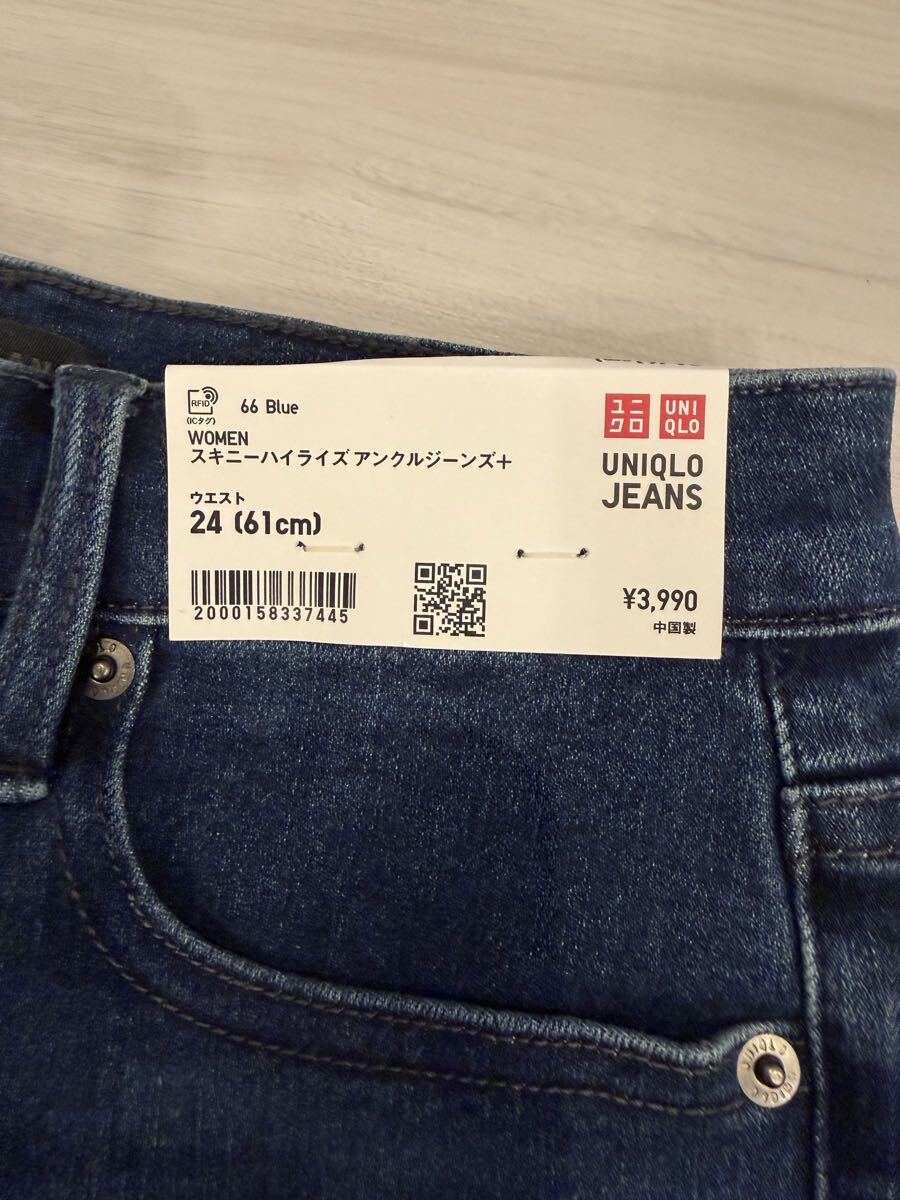 RFID
(ICタグ)
66 Blue
WOMEN
スキニーハイライズ アンクルジーンズ＋
ウエスト
24 (61cm)
2000158337445
ユニ
クロ
UNI
QLO
UNIQLO
JEANS
¥3,990
中国製
UNIQLO